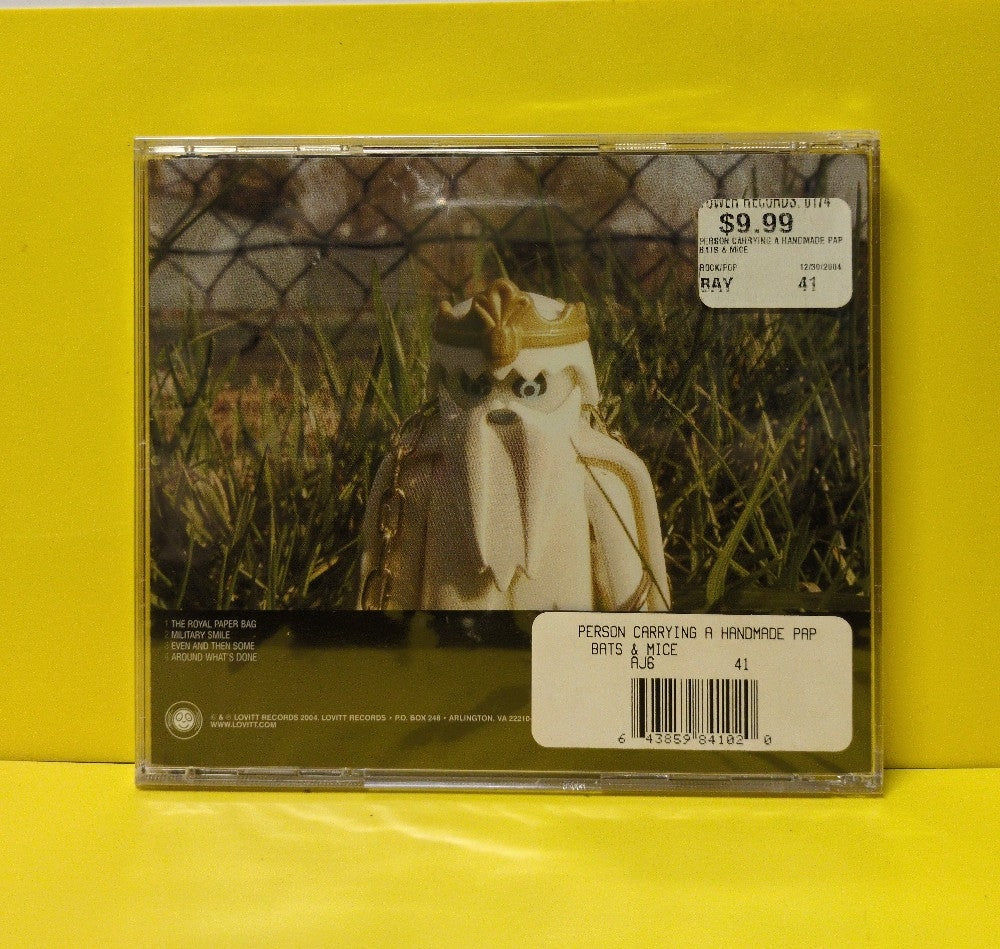 TOWER RECORDS, 0174
$9.99
PERSON CARRYING A HANDMADE PAP
BATS & MICE
ROCK/POP 12/30/2004
BAY 41
1 THE ROYAL PAPER BAG
2 MILITARY SMILE
3 EVEN AND THEN SOME
4 AROUND WHAT'S DONE
© & ℗ LOVITT RECORDS 2004. LOVITT RECORDS • P.O. BOX 248 • ARLINGTON, VA 22210-
WWW.LOVITT.COM
PERSON CARRYING A HANDMADE PAP
BATS & MICE
AJ6 41
6 43859 84102 0